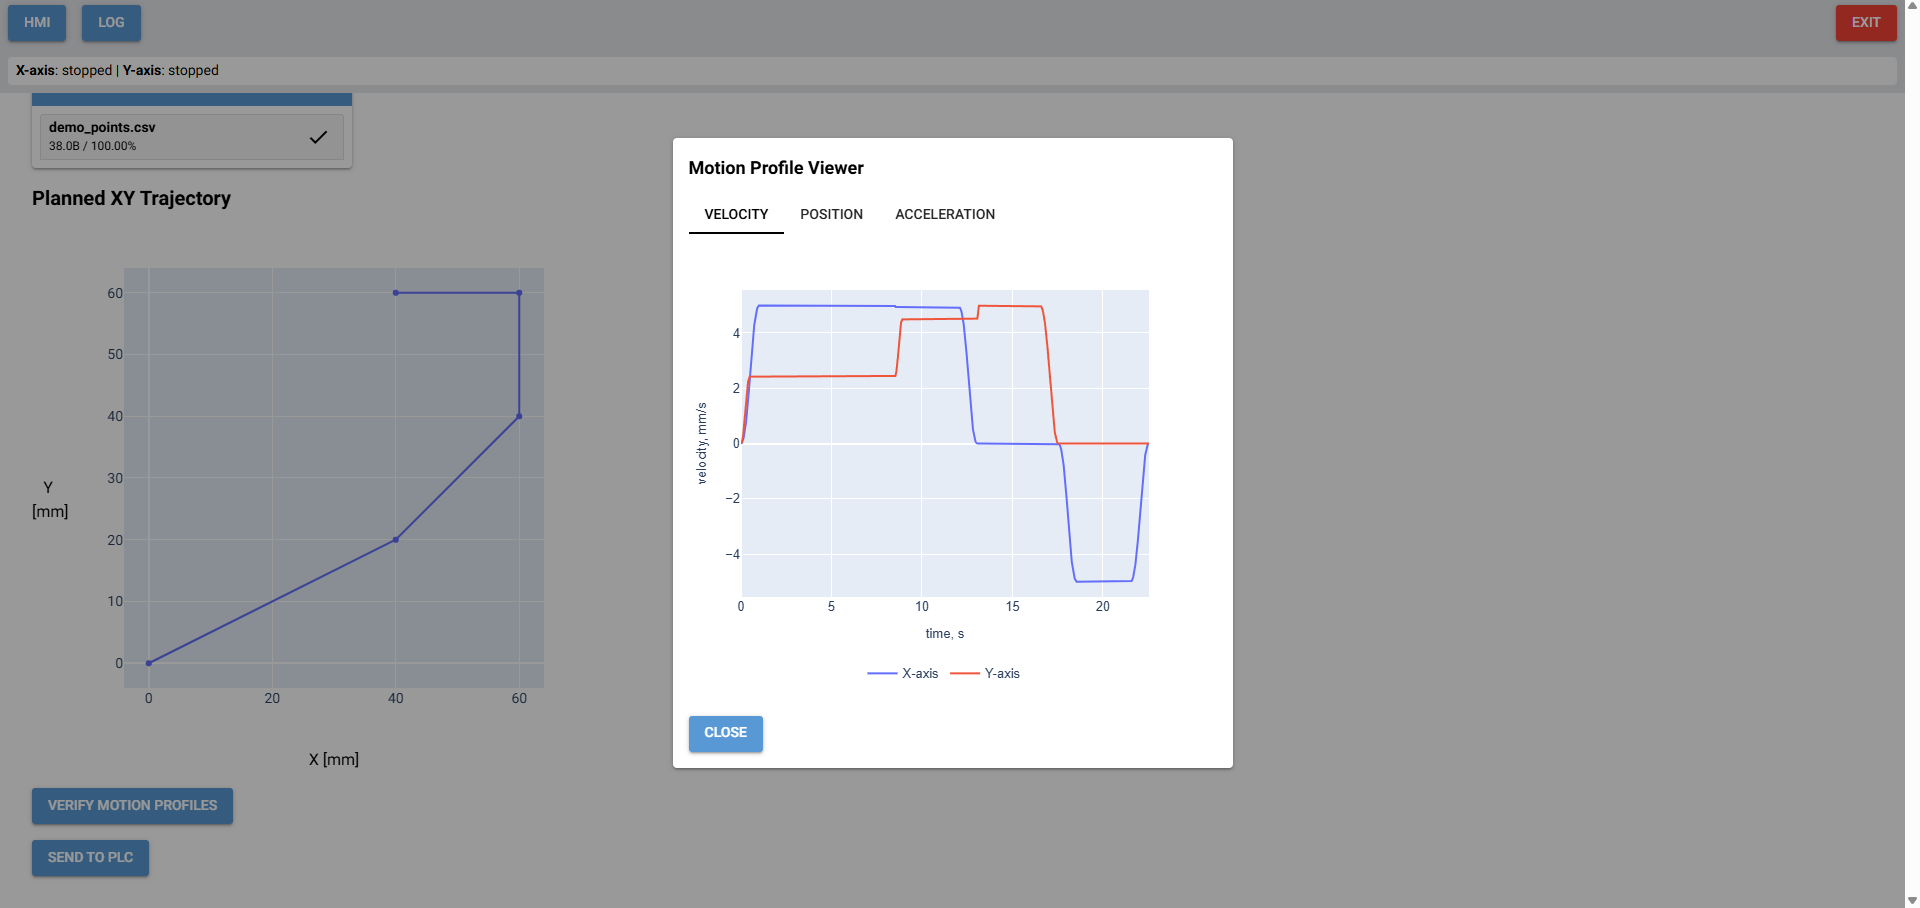 HMI LOG EXIT
X-axis: stopped | Y-axis: stopped
demo_points.csv
38.0B / 100.00%
Planned XY Trajectory
60
50
40
30
20
10
0
Y
[mm]
0 20 40 60
X [mm]
VERIFY MOTION PROFILES
SEND TO PLC
Motion Profile Viewer
VELOCITY POSITION ACCELERATION
4
2
0
−2
−4
velocity, mm/s
0 5 10 15 20
time, s
X-axis Y-axis
CLOSE